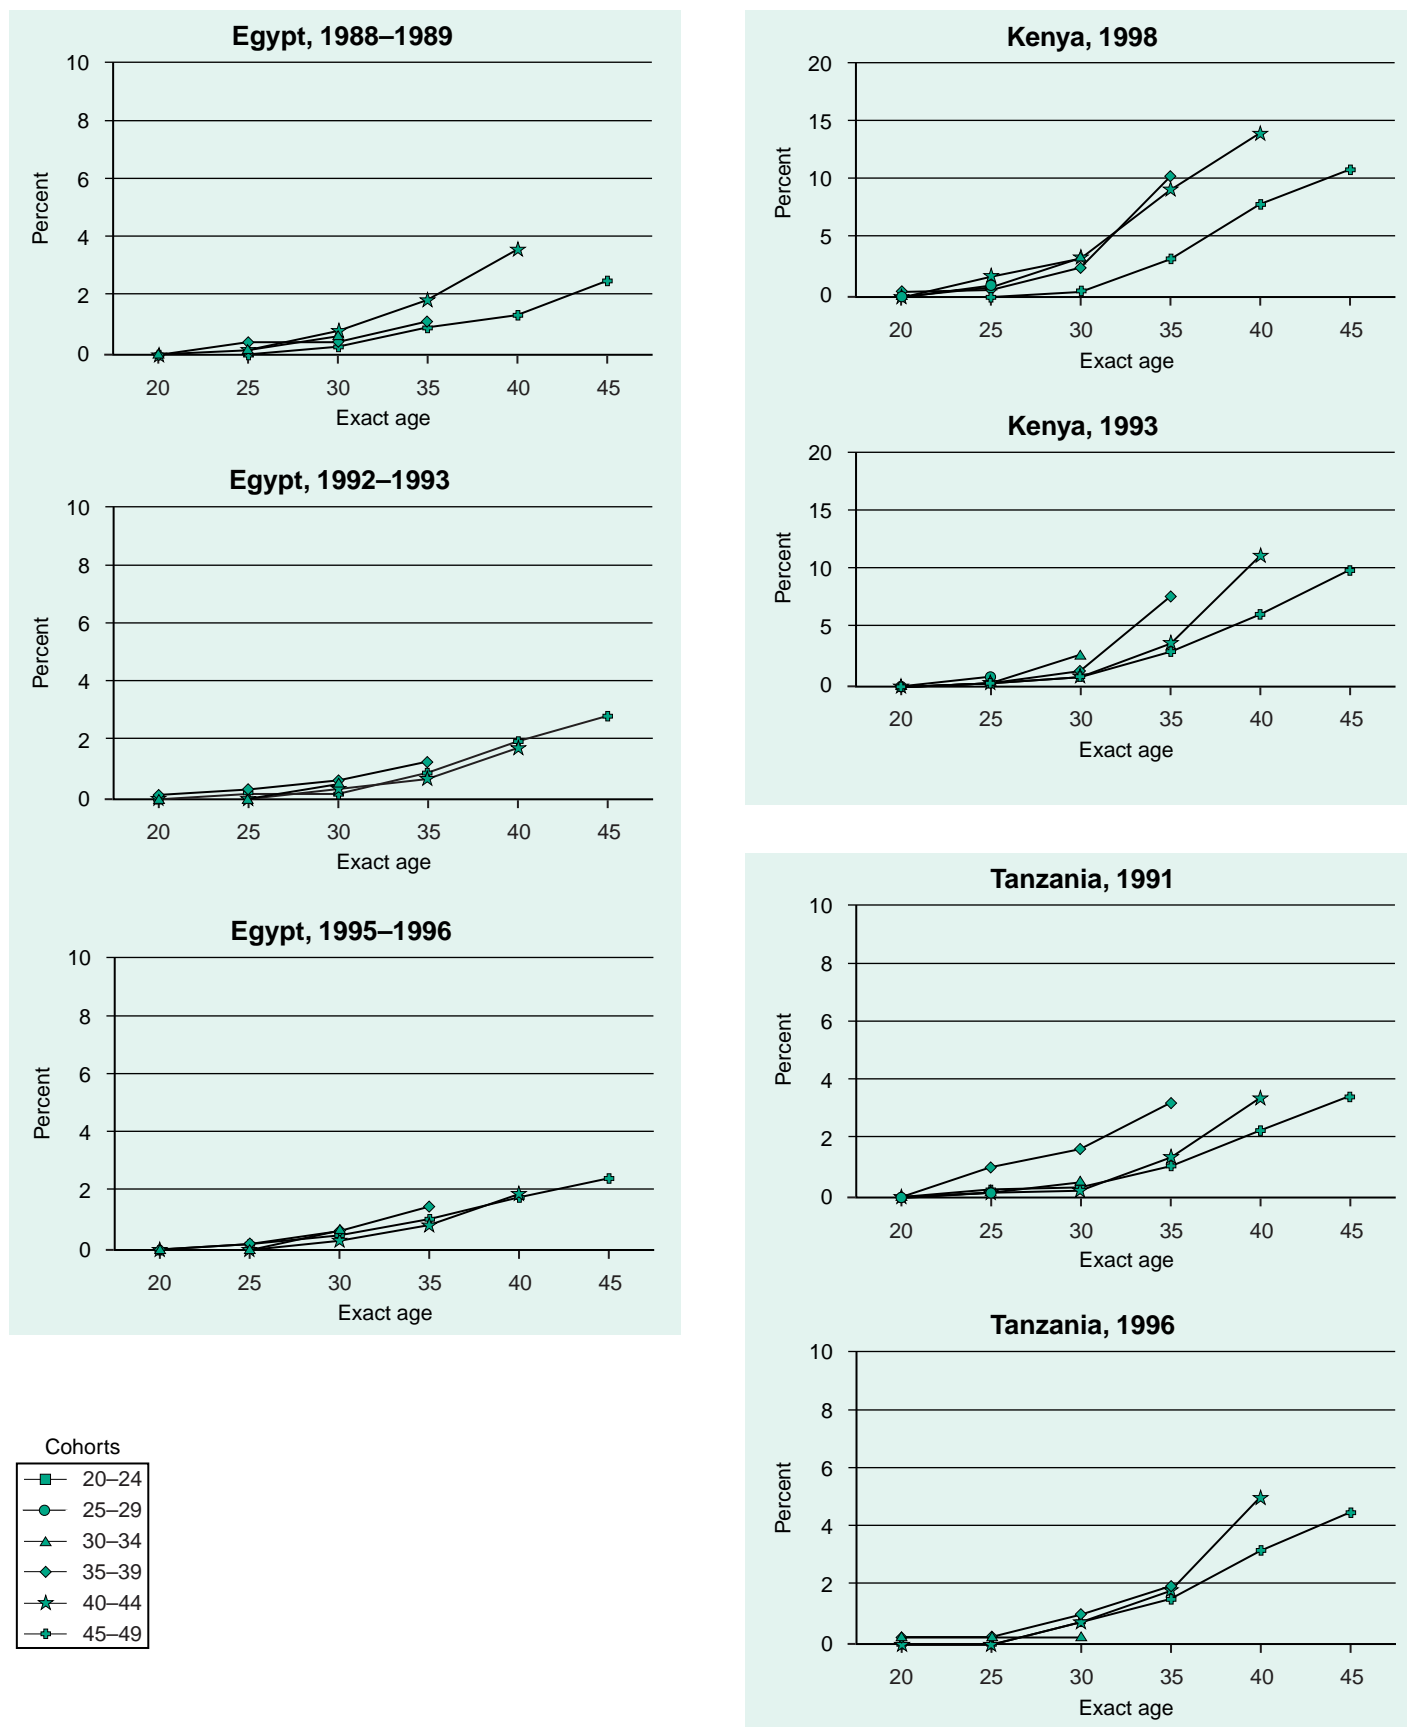 Egypt, 1988–1989
10
8
6
4
2
0
Percent
20 25 30 35 40 45
Exact age
Egypt, 1992–1993
10
8
6
4
2
0
Percent
20 25 30 35 40 45
Exact age
Egypt, 1995–1996
10
8
6
4
2
0
Percent
20 25 30 35 40 45
Exact age
Cohorts
20–24
25–29
30–34
35–39
40–44
45–49
Kenya, 1998
20
15
10
5
0
Percent
20 25 30 35 40 45
Exact age
Kenya, 1993
20
15
10
5
0
Percent
20 25 30 35 40 45
Exact age
Tanzania, 1991
10
8
6
4
2
0
Percent
20 25 30 35 40 45
Exact age
Tanzania, 1996
10
8
6
4
2
0
Percent
20 25 30 35 40 45
Exact age